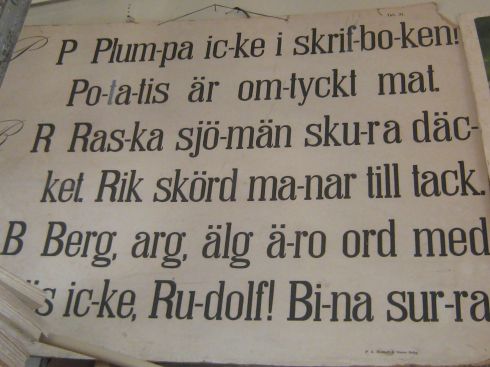 P P Plum-pa ic-ke i skrif-bo-ken!
Po-ta-tis är om-tyckt mat.
R Ras-ka sjö-män sku-ra däc-
ket. Rik skörd ma-nar till tack.
B Berg, arg, älg ä-ro ord med
ic-ke, Ru-dolf! Bi-na sur-ra